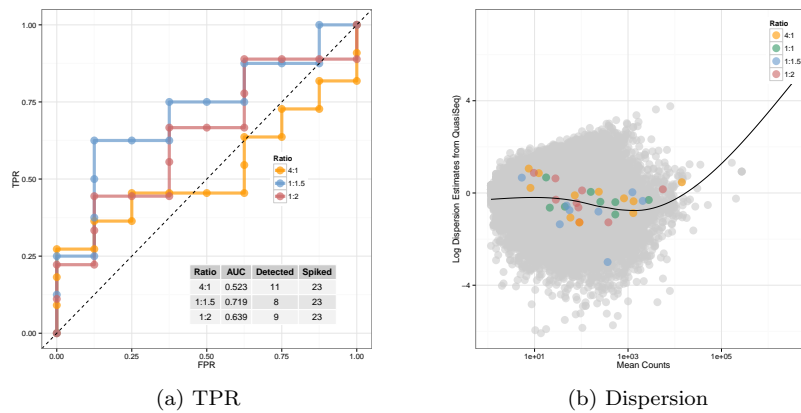 1.00
0.75
0.50
0.25
0.00
TPR
0.00
0.25
0.50
0.75
1.00
FPR
Ratio
4:1
1:1.5
1:2
Ratio AUC Detected Spiked
4:1 0.523 11 23
1:1.5 0.719 8 23
1:2 0.639 9 23
(a) TPR
4
0
−4
Log Dispersion Estimates from QuasiSeq
1e+01
1e+03
1e+05
Mean Counts
Ratio
4:1
1:1
1:1.5
1:2
(b) Dispersion